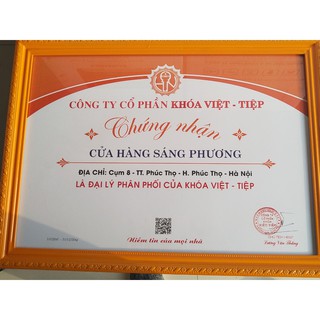 CÔNG TY CỔ PHẦN KHÓA VIỆT - TIỆP
Chứng nhận
CỬA HÀNG SÁNG PHƯƠNG
ĐỊA CHỈ: Cụm 8 - TT. Phúc Thọ - H. Phúc Thọ - Hà Nội
LÀ ĐẠI LÝ PHÂN PHỐI CỦA KHÓA VIỆT - TIỆP
Niềm tin của mọi nhà